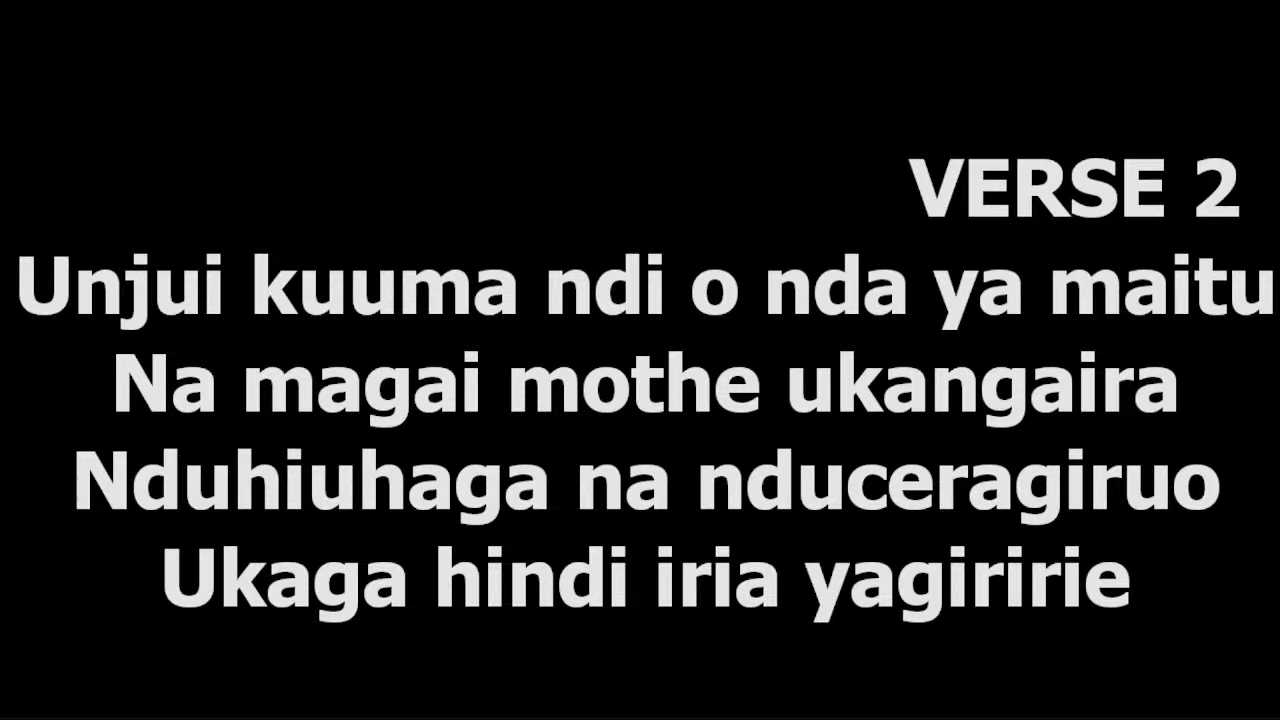 VERSE 2
Unjui kuuma ndi o nda ya maitu
Na magai mothe ukangaira
Nduhiuhaga na nduceragiruo
Ukaga hindi iria yagiririe